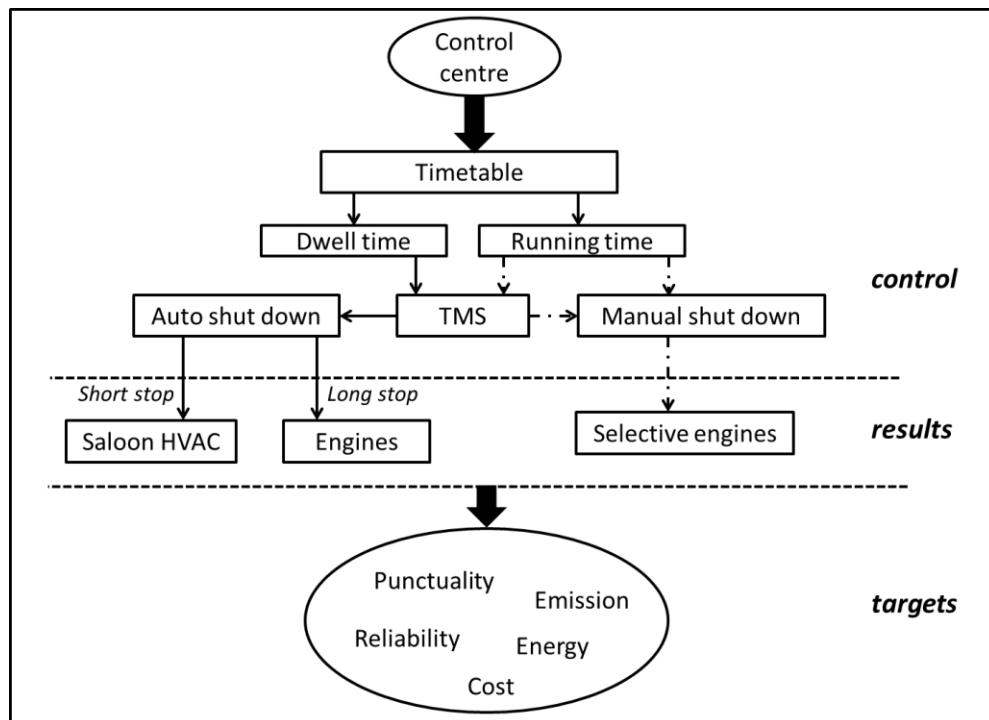 Control
centre
Timetable
Dwell time
Running time
control
Auto shut down
TMS
Manual shut down
Short stop
Long stop
Saloon HVAC
Engines
Selective engines
results
Punctuality
Emission
targets
Reliability
Energy
Cost